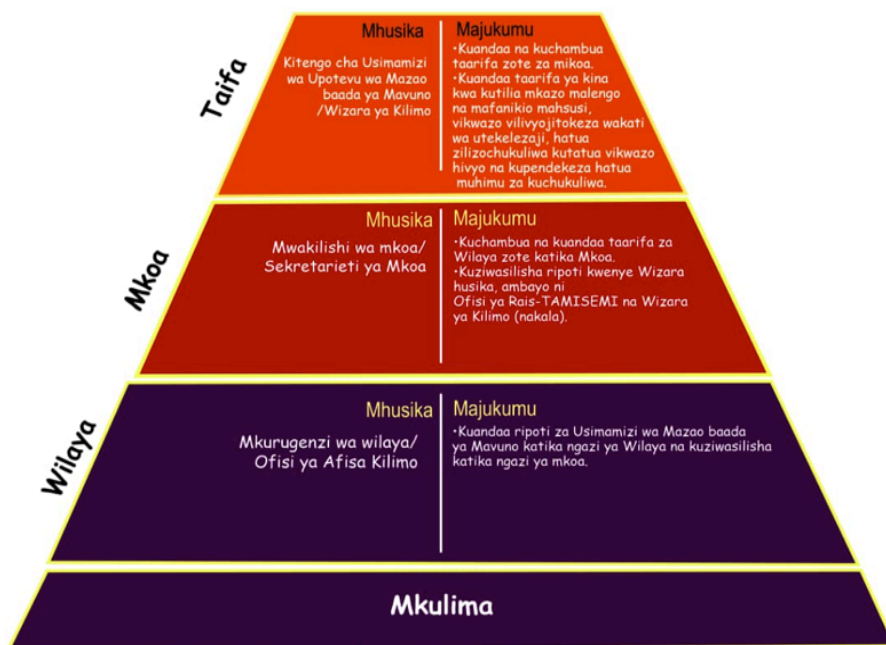 Taifa
Mhusika
Kitengo cha Usimamizi
wa Upotevu wa Mazao
baada ya Mavuno
/Wizara ya Kilimo
Majukumu
•Kuandaa na kuchambua
taarifa zote za mikoa.
•Kuandaa taarifa ya kina
kwa kutilia mkazo malengo
na mafanikio mahsusi,
vikwazo vilivyojitokeza wakati
wa utekelezaji, hatua
zilizochukuliwa kutatua vikwazo
hivyo na kupendekeza hatua
muhimu za kuchukuliwa.
Mkoa
Mhusika
Mwakilishi wa mkoa/
Sekretarieti ya Mkoa
Majukumu
•Kuchambua na kuandaa taarifa za
Wilaya zote katika Mkoa.
•Kuziwasilisha ripoti kwenye Wizara
husika, ambayo ni
Ofisi ya Rais-TAMISEMI na Wizara
ya Kilimo (nakala).
Wilaya
Mhusika
Mkurugenzi wa wilaya/
Ofisi ya Afisa Kilimo
Majukumu
•Kuandaa ripoti za Usimamizi wa Mazao baada
ya Mavuno katika ngazi ya Wilaya na kuziwasilisha
katika ngazi ya mkoa.
Mkulima